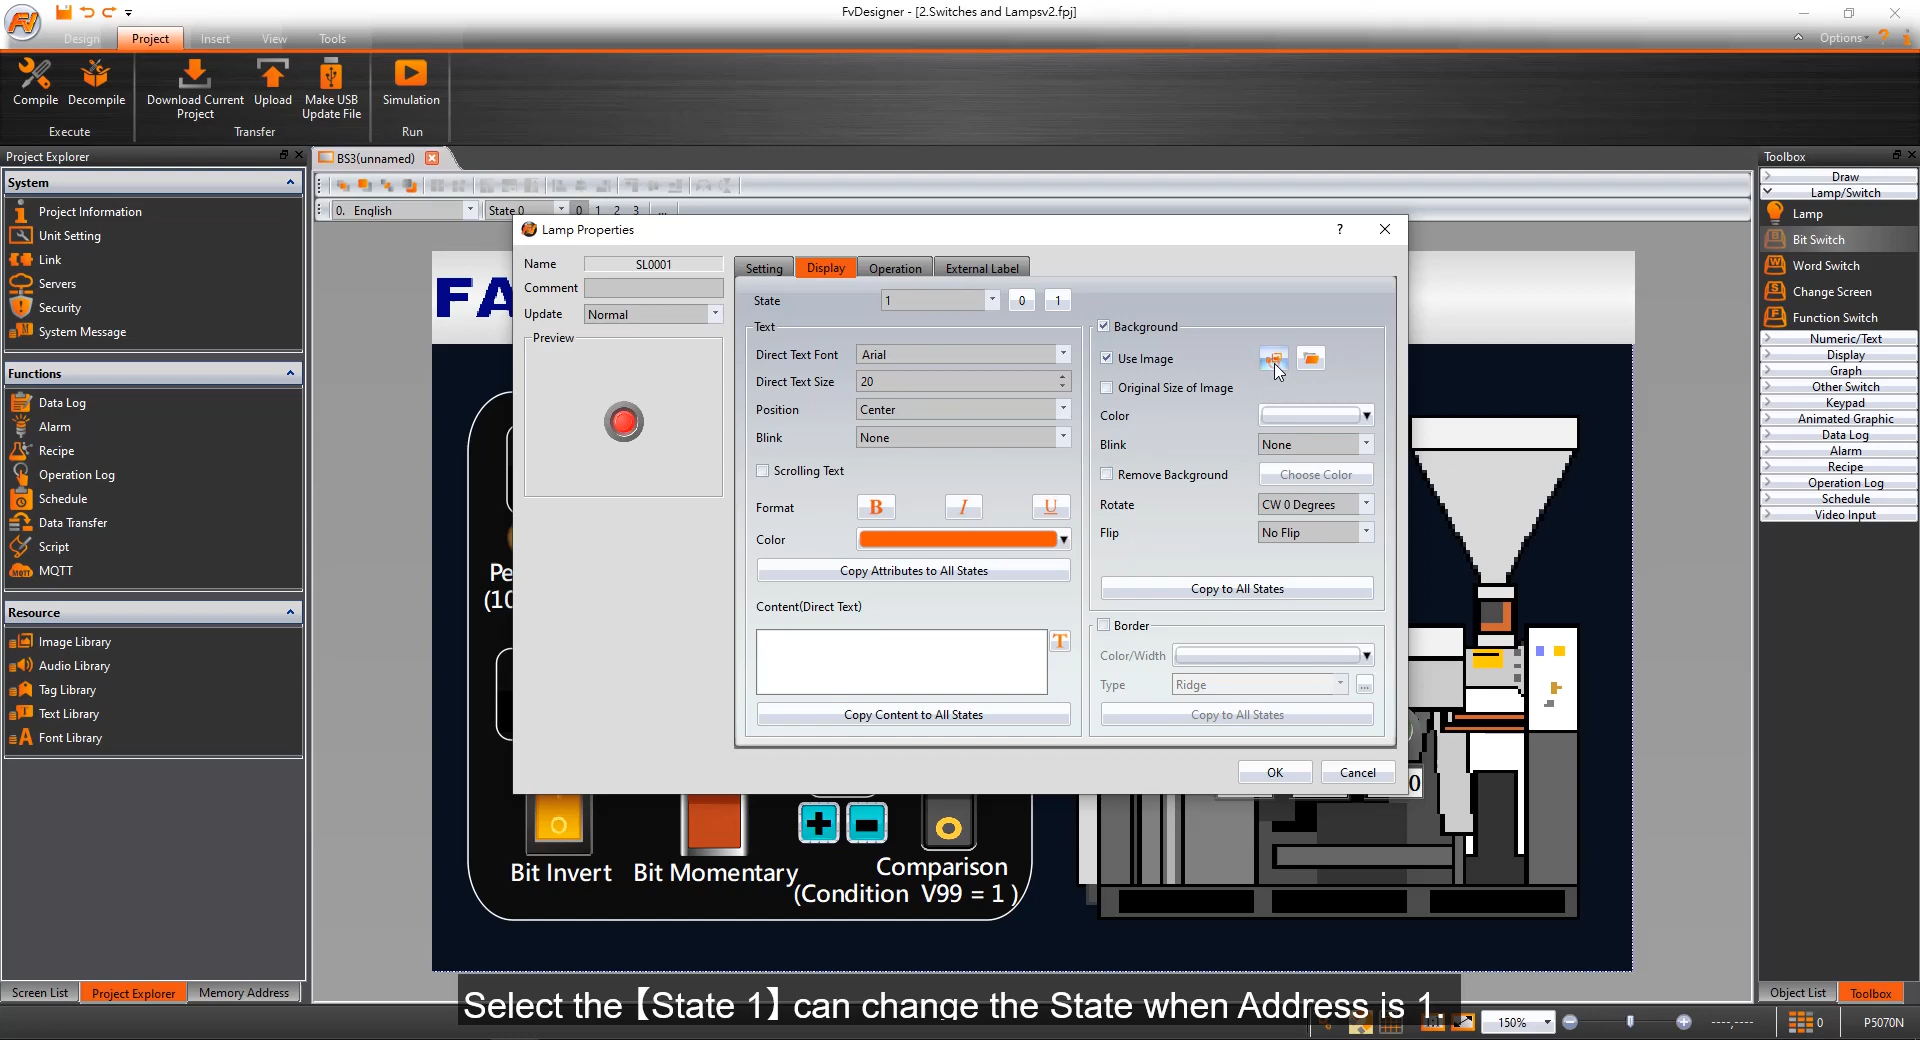 FvDesigner - [2.Switches and Lampsv2.fpj]
Design Project Insert View Tools
Options
Compile Decompile Download Current Project Upload Make USB Update File Simulation
Execute Transfer Run
Project Explorer
System
Project Information
Unit Setting
Link
Servers
Security
System Message
Functions
Data Log
Alarm
Recipe
Operation Log
Schedule
Data Transfer
Script
MQTT
Resource
Image Library
Audio Library
Tag Library
Text Library
Font Library
Screen List Project Explorer Memory Address
BS3(unnamed)
0. English State 0 0 1 2 3 ...
FA
Pe
(10
Lamp Properties ?
Name SL0001
Comment
Update Normal
Preview
Setting Display Operation External Label
State 1 0 1
Text
Direct Text Font Arial
Direct Text Size 20
Position Center
Blink None
Scrolling Text
Format B I U
Color
Copy Attributes to All States
Content(Direct Text)
T
Copy Content to All States
Background
Use Image
Original Size of Image
Color
Blink None
Remove Background Choose Color
Rotate CW 0 Degrees
Flip No Flip
Copy to All States
Border
Color/Width
Type Ridge ...
Copy to All States
OK Cancel
0
Bit Invert Bit Momentary Comparison
(Condition V99 = 1 )
Toolbox
Draw
Lamp/Switch
Lamp
Bit Switch
Word Switch
Change Screen
Function Switch
Numeric/Text
Display
Graph
Other Switch
Keypad
Animated Graphic
Data Log
Alarm
Recipe
Operation Log
Schedule
Video Input
Object List Toolbox
Select the【State 1】can change the State when Address is 1
1:1 150% ----,---- 0 P5070N